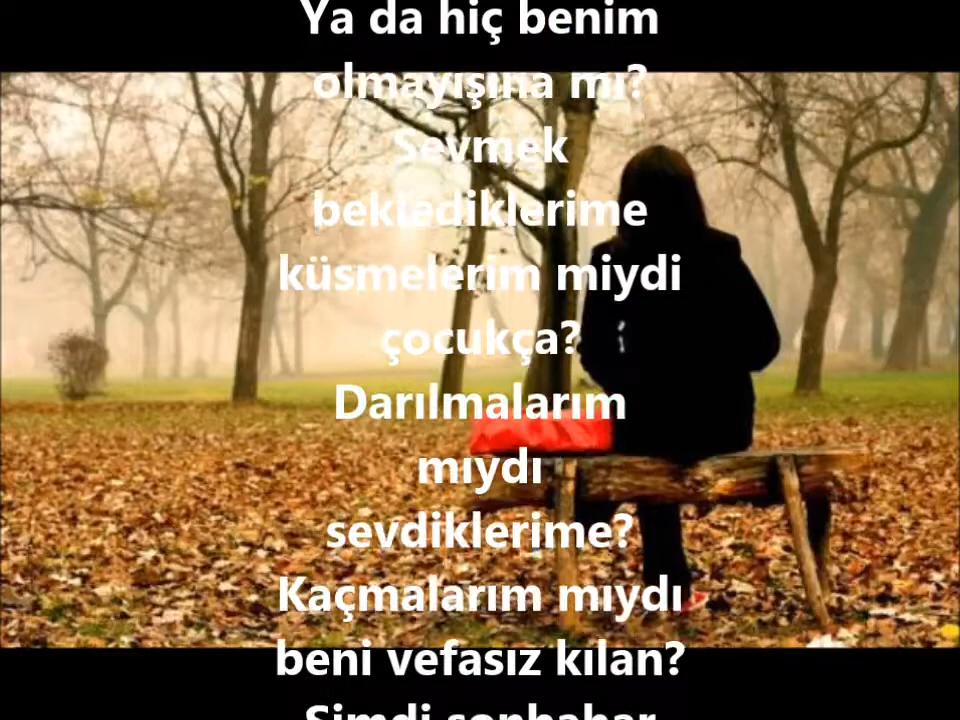 Ya da hiç benim
olmayışına mı?
Sevmek
beklediklerime
küsmelerim miydi
çocukça?
Darılmalarım
mıydı
sevdiklerime?
Kaçmalarım mıydı
beni vefasız kılan?
Şimdi sonbahar